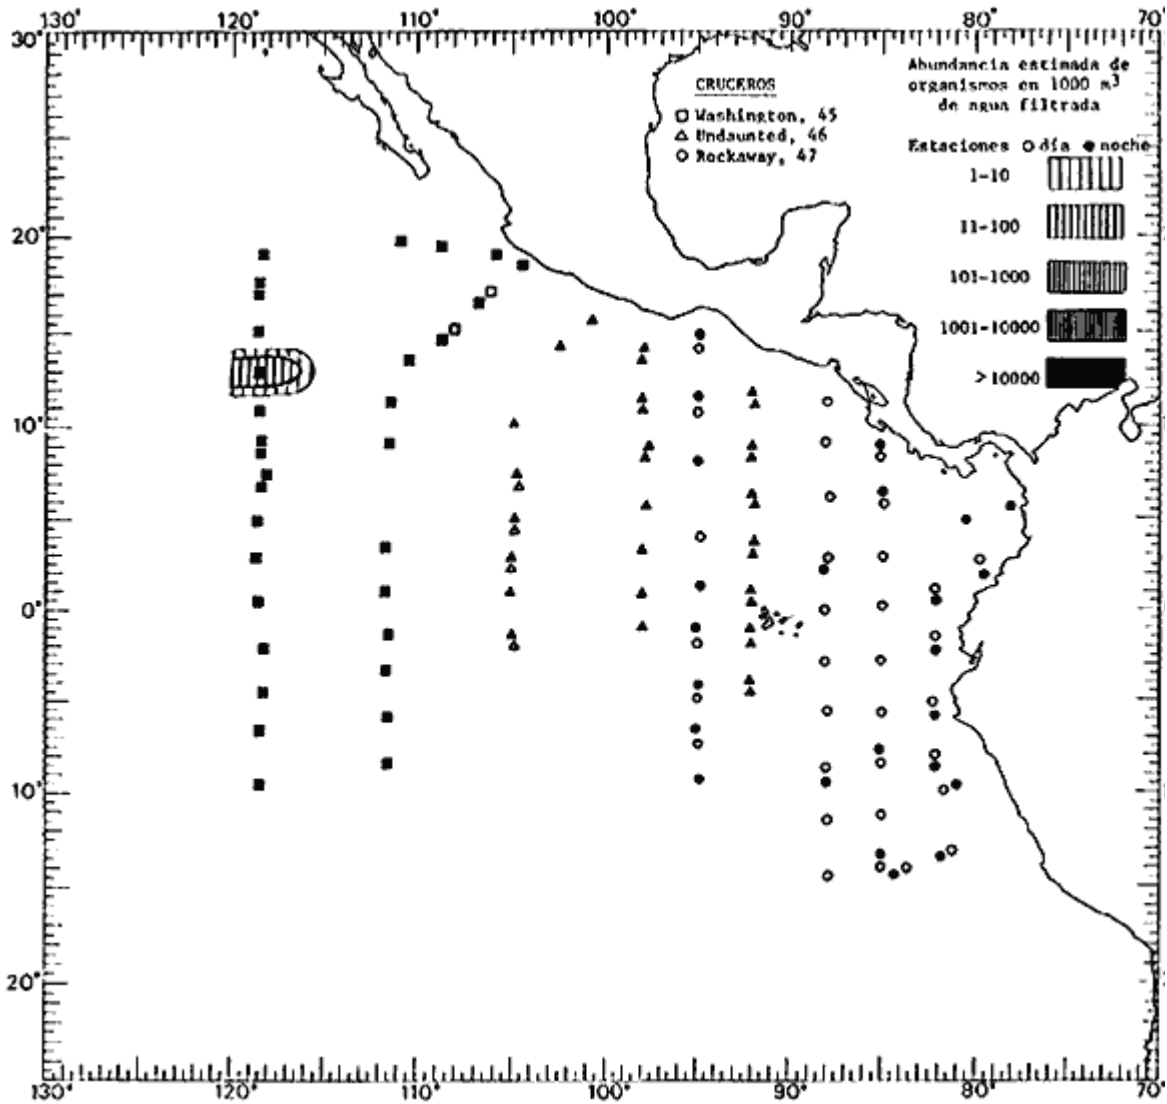 130° 120° 110° 100° 90° 80° 70°
30°
CRUCEROS
Washington, 45
Undaunted, 46
Rockaway, 47
Abundancia estimada de
organismos en 1000 m³
de agua filtrada
Estaciones día noche
1-10
11-100
101-1000
1001-10000
>10000
20°
10°
0°
10°
20°
130° 120° 110° 100° 90° 80° 70°